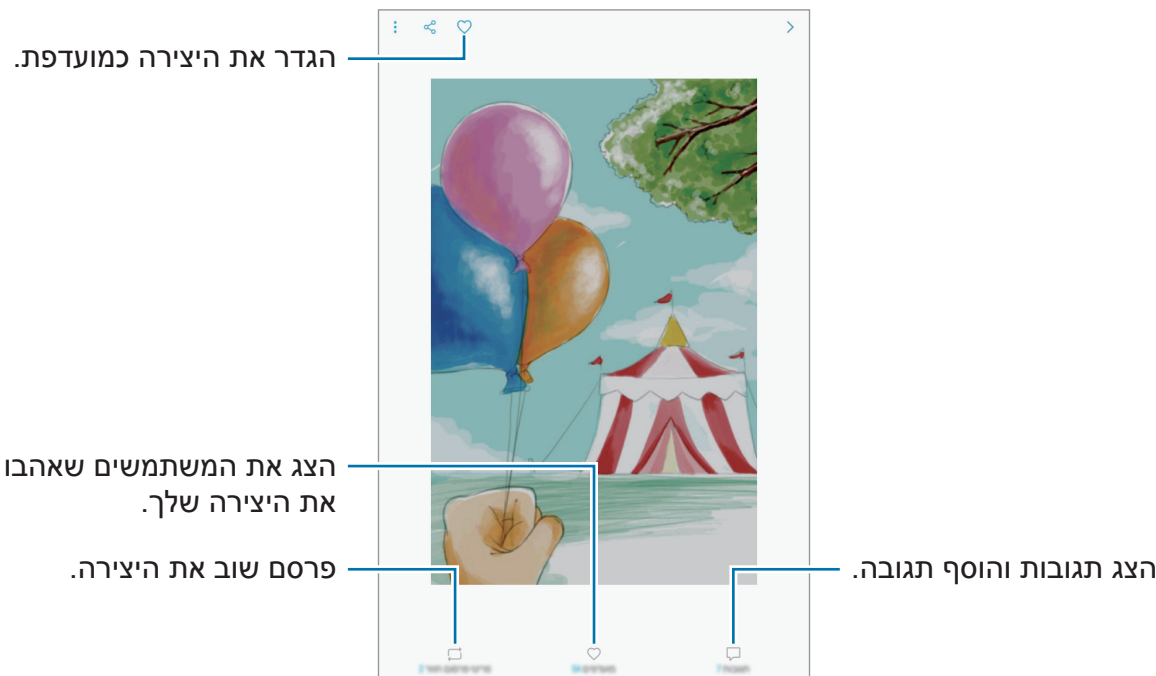 הגדר את היצירה כמועדפת.
הצג את המשתמשים שאהבו
את היצירה שלך.
פרסם שוב את היצירה.
הצג תגובות והוסף תגובה.